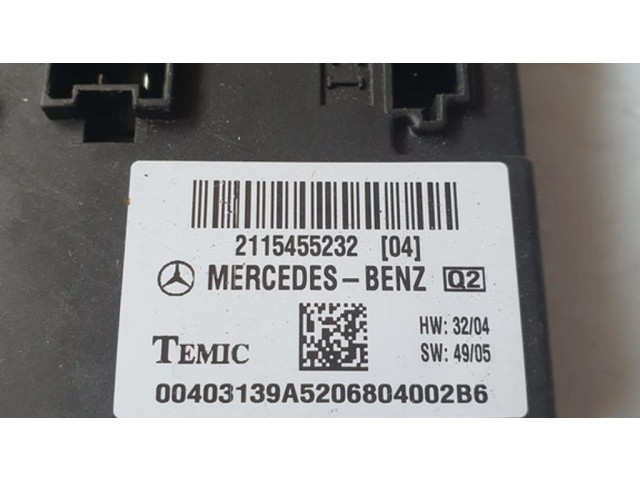 2115455232 [04]
MERCEDES-BENZ Q2
HW: 32/04
TEMIC SW: 49/05
00403139A5206804002B6